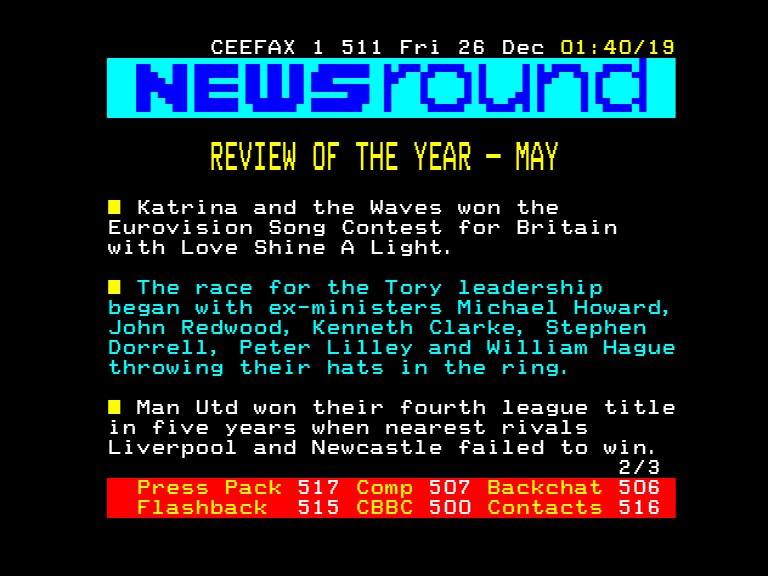 CEEFAX 1 511 Fri 26 Dec 01:40/19
NEWSround
REVIEW OF THE YEAR – MAY
Katrina and the Waves won the
Eurovision Song Contest for Britain
with Love Shine A Light.
The race for the Tory leadership
began with ex-ministers Michael Howard,
John Redwood, Kenneth Clarke, Stephen
Dorrell, Peter Lilley and William Hague
throwing their hats in the ring.
Man Utd won their fourth league title
in five years when nearest rivals
Liverpool and Newcastle failed to win.
2/3
Press Pack 517 Comp 507 Backchat 506
Flashback 515 CBBC 500 Contacts 516